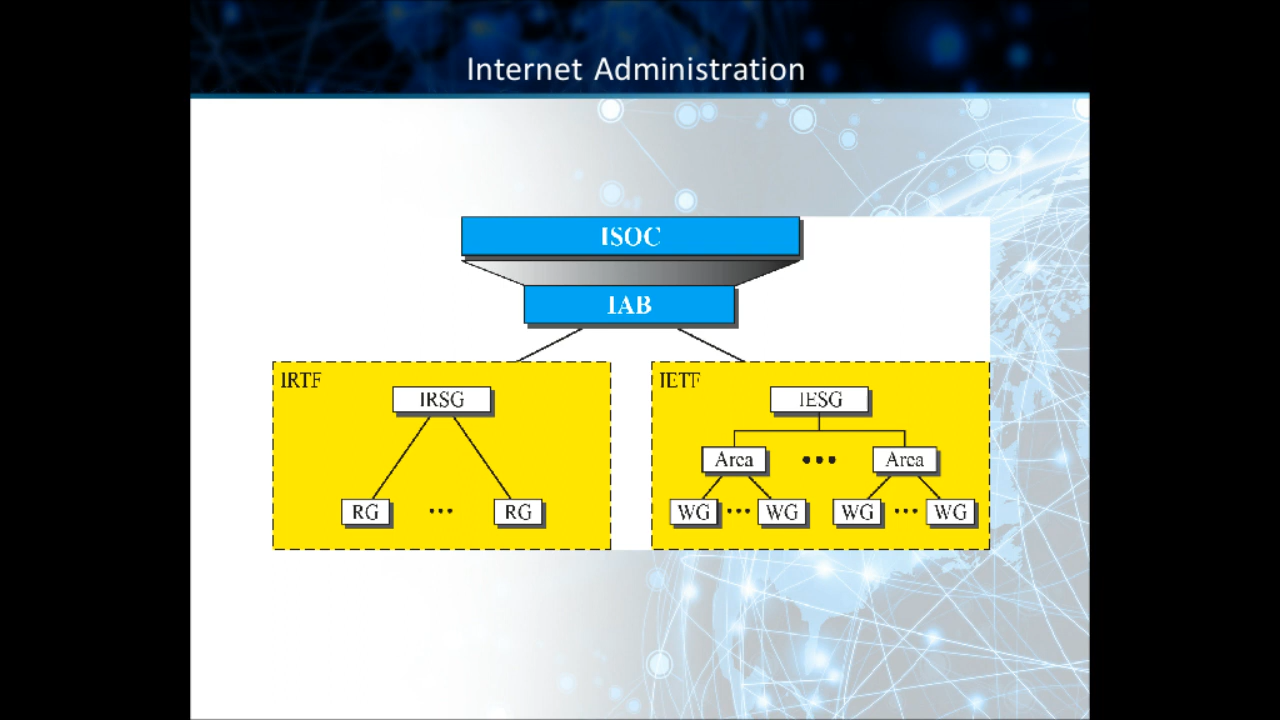 Internet Administration
ISOC
IAB
IRTF
IRSG
RG ... RG
IETF
IESG
Area ... Area
WG ... WG WG ... WG